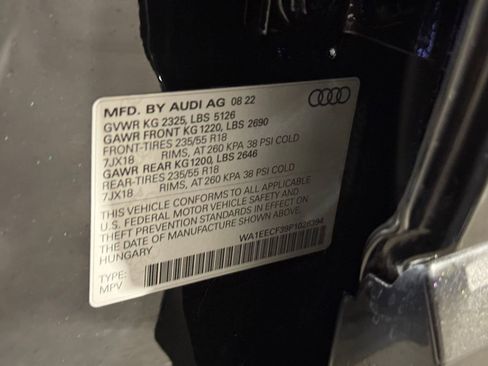 MFD. BY AUDI AG 08 22
GVWR KG 2325, LBS 5126
GAWR FRONT KG1220, LBS 2690
FRONT-TIRES 235/55 R18
7JX18 RIMS, AT 260 KPA 38 PSI COLD
GAWR REAR KG1200, LBS 2646
REAR-TIRES 235/55 R18
7JX18 RIMS, AT 260 KPA 38 PSI COLD
THIS VEHICLE CONFORMS TO ALL APPLICABLE
U.S. FEDERAL MOTOR VEHICLE SAFETY AND
THEFT PREVENTION STANDARDS IN EFFECT ON
THE DATE OF MANUFACTURE SHOWN ABOVE.
HUNGARY WA1EECF39P1028394
TYPE:
MPV